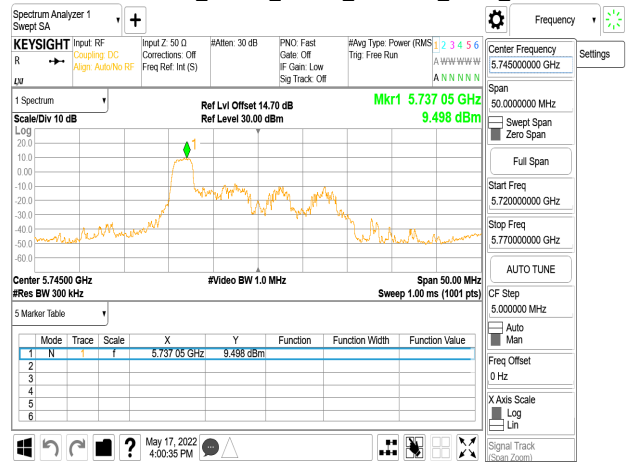 Spectrum Analyzer 1
Swept SA
Frequency
KEYSIGHT
R
LXI
Input: RF
Coupling: DC
Align: Auto/No RF
Input Z: 50 Ω
Corrections: Off
Freq Ref: Int (S)
#Atten: 30 dB
PNO: Fast
Gate: Off
IF Gain: Low
Sig Track: Off
#Avg Type: Power (RMS
Trig: Free Run
1 2 3 4 5 6
A W W W W W
A N N N N N
Center Frequency
5.745000000 GHz
Settings
Span
50.0000000 MHz
Swept Span
Zero Span
Full Span
Start Freq
5.720000000 GHz
Stop Freq
5.770000000 GHz
AUTO TUNE
CF Step
5.000000 MHz
Auto
Man
Freq Offset
0 Hz
X Axis Scale
Log
Lin
Signal Track
(Span Zoom)
1 Spectrum
Scale/Div 10 dB
Ref Lvl Offset 14.70 dB
Ref Level 30.00 dBm
Mkr1 5.737 05 GHz
9.498 dBm
Log
20.0
10.0
0.00
-10.0
-20.0
-30.0
-40.0
-50.0
-60.0
1
Center 5.74500 GHz
#Video BW 1.0 MHz
Span 50.00 MHz
#Res BW 300 kHz
Sweep 1.00 ms (1001 pts)
5 Marker Table
Mode Trace Scale X Y Function Function Width Function Value
1 N 1 f 5.737 05 GHz 9.498 dBm
2
3
4
5
6
?
May 17, 2022
4:00:35 PM